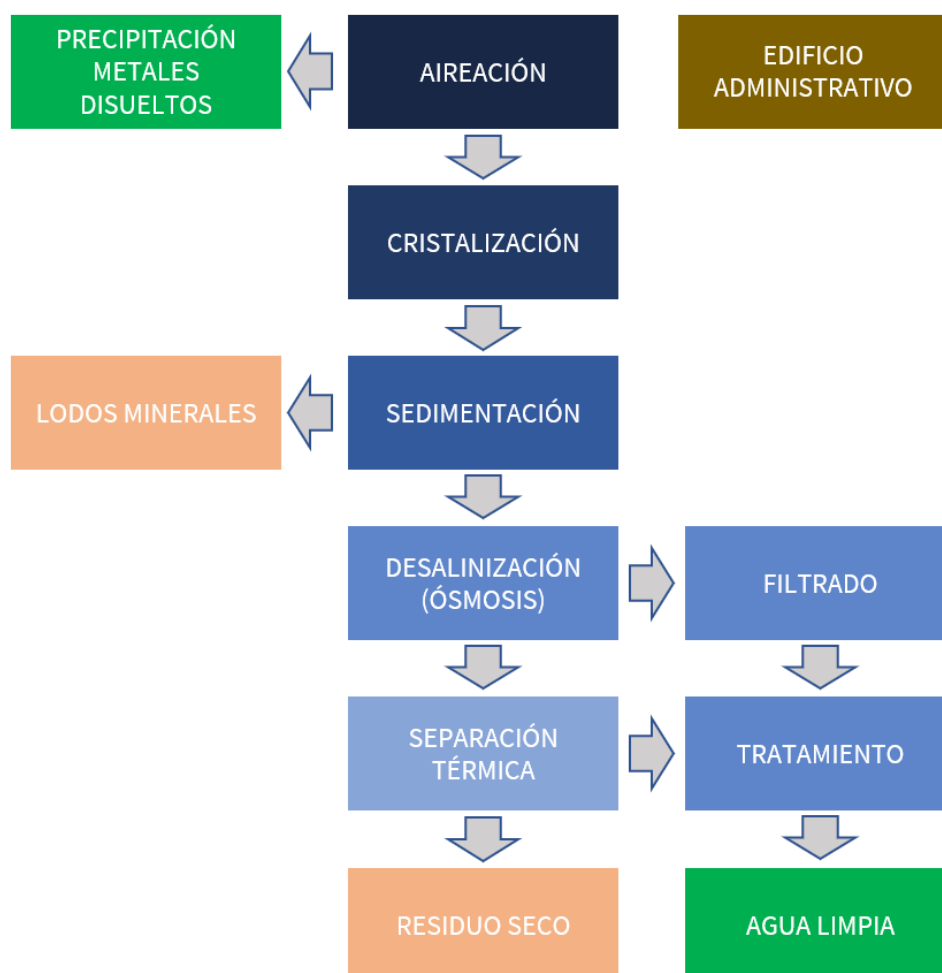 PRECIPITACIÓN
METALES
DISUELTOS
AIREACIÓN
EDIFICIO
ADMINISTRATIVO
CRISTALIZACIÓN
LODOS MINERALES
SEDIMENTACIÓN
DESALINIZACIÓN
(ÓSMOSIS)
FILTRADO
SEPARACIÓN
TÉRMICA
TRATAMIENTO
RESIDUO SECO
AGUA LIMPIA